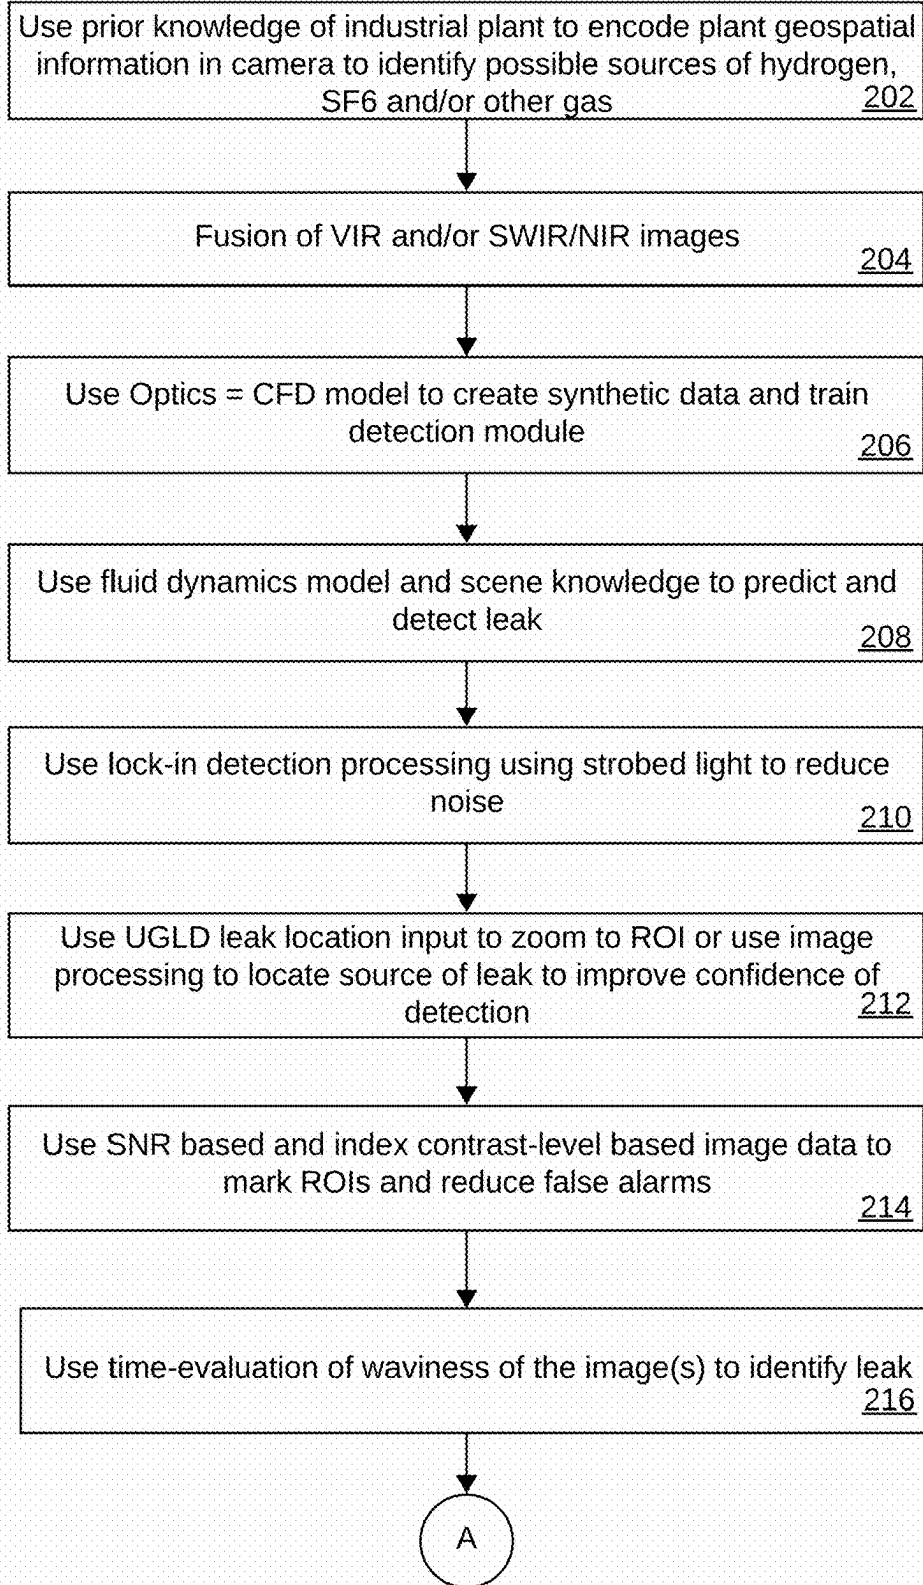 Use prior knowledge of industrial plant to encode plant geospatial
information in camera to identify possible sources of hydrogen,
SF6 and/or other gas
202
Fusion of VIR and/or SWIR/NIR images
204
Use Optics = CFD model to create synthetic data and train
detection module
206
Use fluid dynamics model and scene knowledge to predict and
detect leak
208
Use lock-in detection processing using strobed light to reduce
noise
210
Use UGLD leak location input to zoom to ROI or use image
processing to locate source of leak to improve confidence of
detection
212
Use SNR based and index contrast-level based image data to
mark ROIs and reduce false alarms
214
Use time-evaluation of waviness of the image(s) to identify leak
216
A